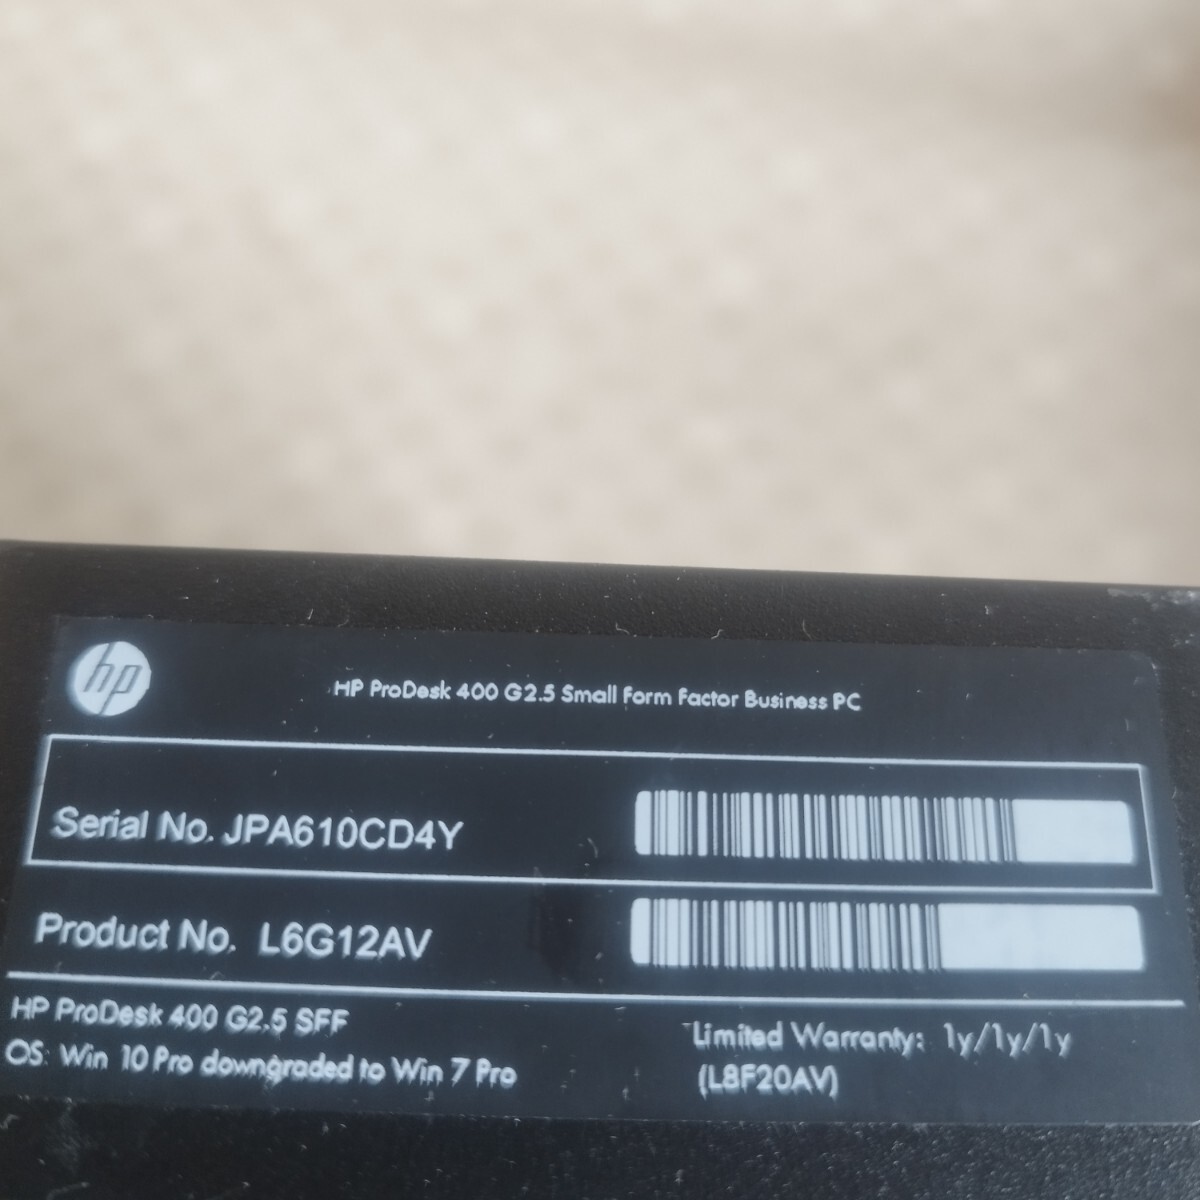 hp
HP ProDesk 400 G2.5 Small Form Factor Business PC
Serial No. JPA610CD4Y
Product No. L6G12AV
HP ProDesk 400 G2.5 SFF
OS: Win 10 Pro downgraded to Win 7 Pro
Limited Warranty: 1y/1y/1y
(L8F20AV)